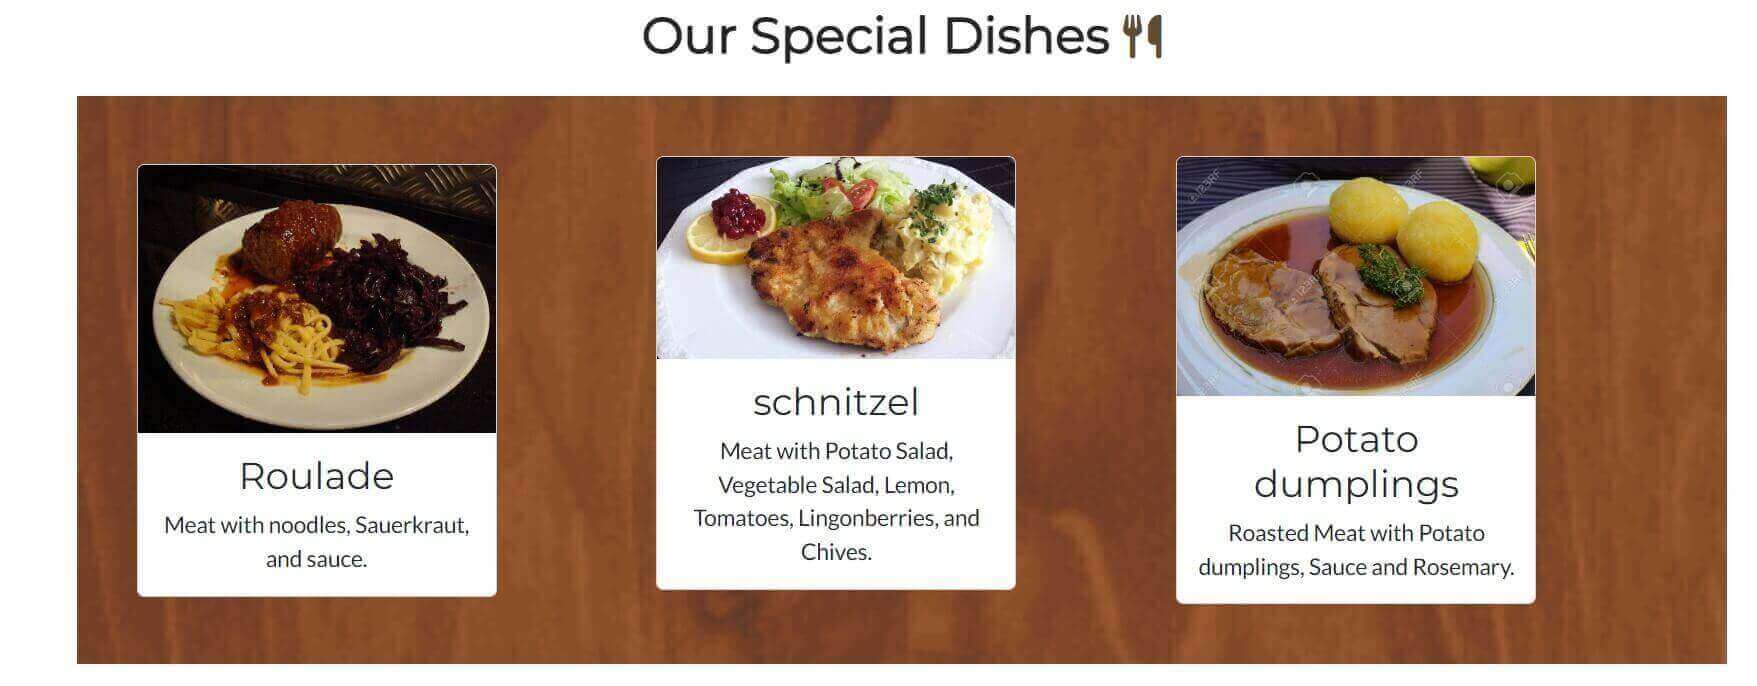 Our Special Dishes
Roulade
Meat with noodles, Sauerkraut,
and sauce.
schnitzel
Meat with Potato Salad,
Vegetable Salad, Lemon,
Tomatoes, Lingonberries, and
Chives.
Potato
dumplings
Roasted Meat with Potato
dumplings, Sauce and Rosemary.